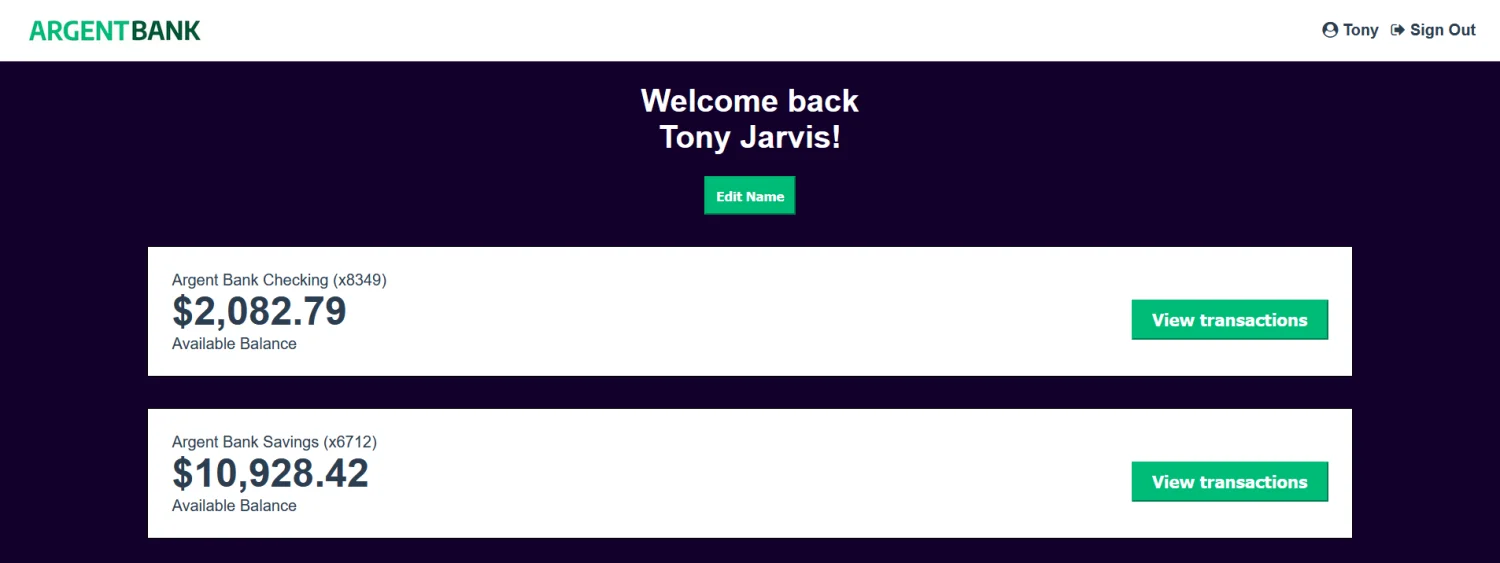 ARGENTBANK
Tony Sign Out
Welcome back
Tony Jarvis!
Edit Name
Argent Bank Checking (x8349)
$2,082.79
Available Balance
View transactions
Argent Bank Savings (x6712)
$10,928.42
Available Balance
View transactions